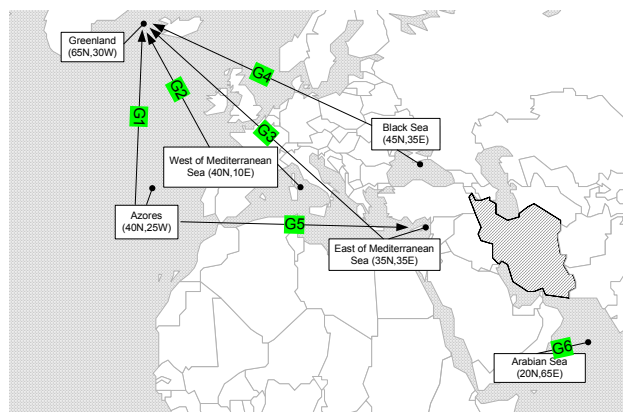 Greenland
(65N,30W)
G4
G2
G1
G3
Black Sea
(45N,35E)
West of Mediterranean
Sea (40N,10E)
Azores
(40N,25W)
G5
East of Mediterranean
Sea (35N,35E)
G6
Arabian Sea
(20N,65E)